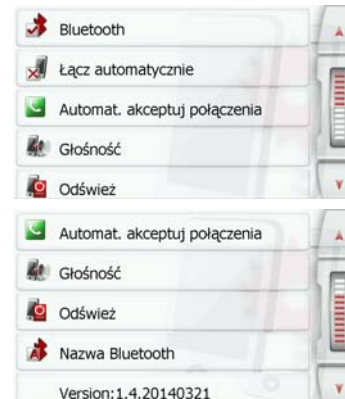 Bluetooth
Łącz automatycznie
Automat. akceptuj połączenia
Głośność
Odśwież
Automat. akceptuj połączenia
Głośność
Odśwież
Nazwa Bluetooth
Version:1.4.20140321